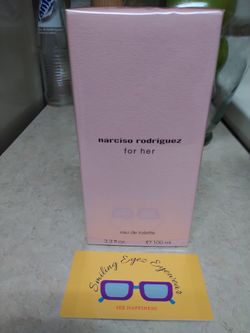 narciso rodriguez
for her
eau de toilette
3.3 fl.oz. ℮ 100 ml
Smiling Eyez Eyewear
SEE HAPPINESS